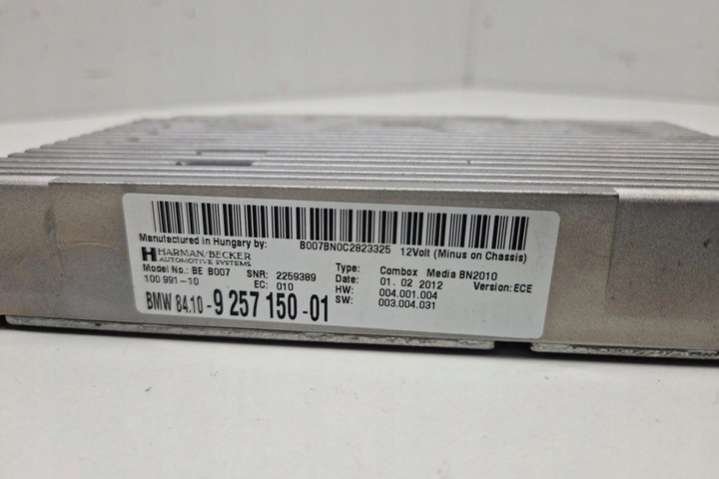 Manufactured in Hungary by: B007BN0C2823325 12Volt (Minus on Chassis)
HARMAN/BECKER
AUTOMOTIVE SYSTEMS
Model No.: BE B007 SNR: 2259389 Type: Combox Media BN2010
100 991-10 EC: 010 Date: 01. 02 2012 Version: ECE
HW: 004.001.004
BMW 84.10-9 257 150-01 SW: 003.004.031